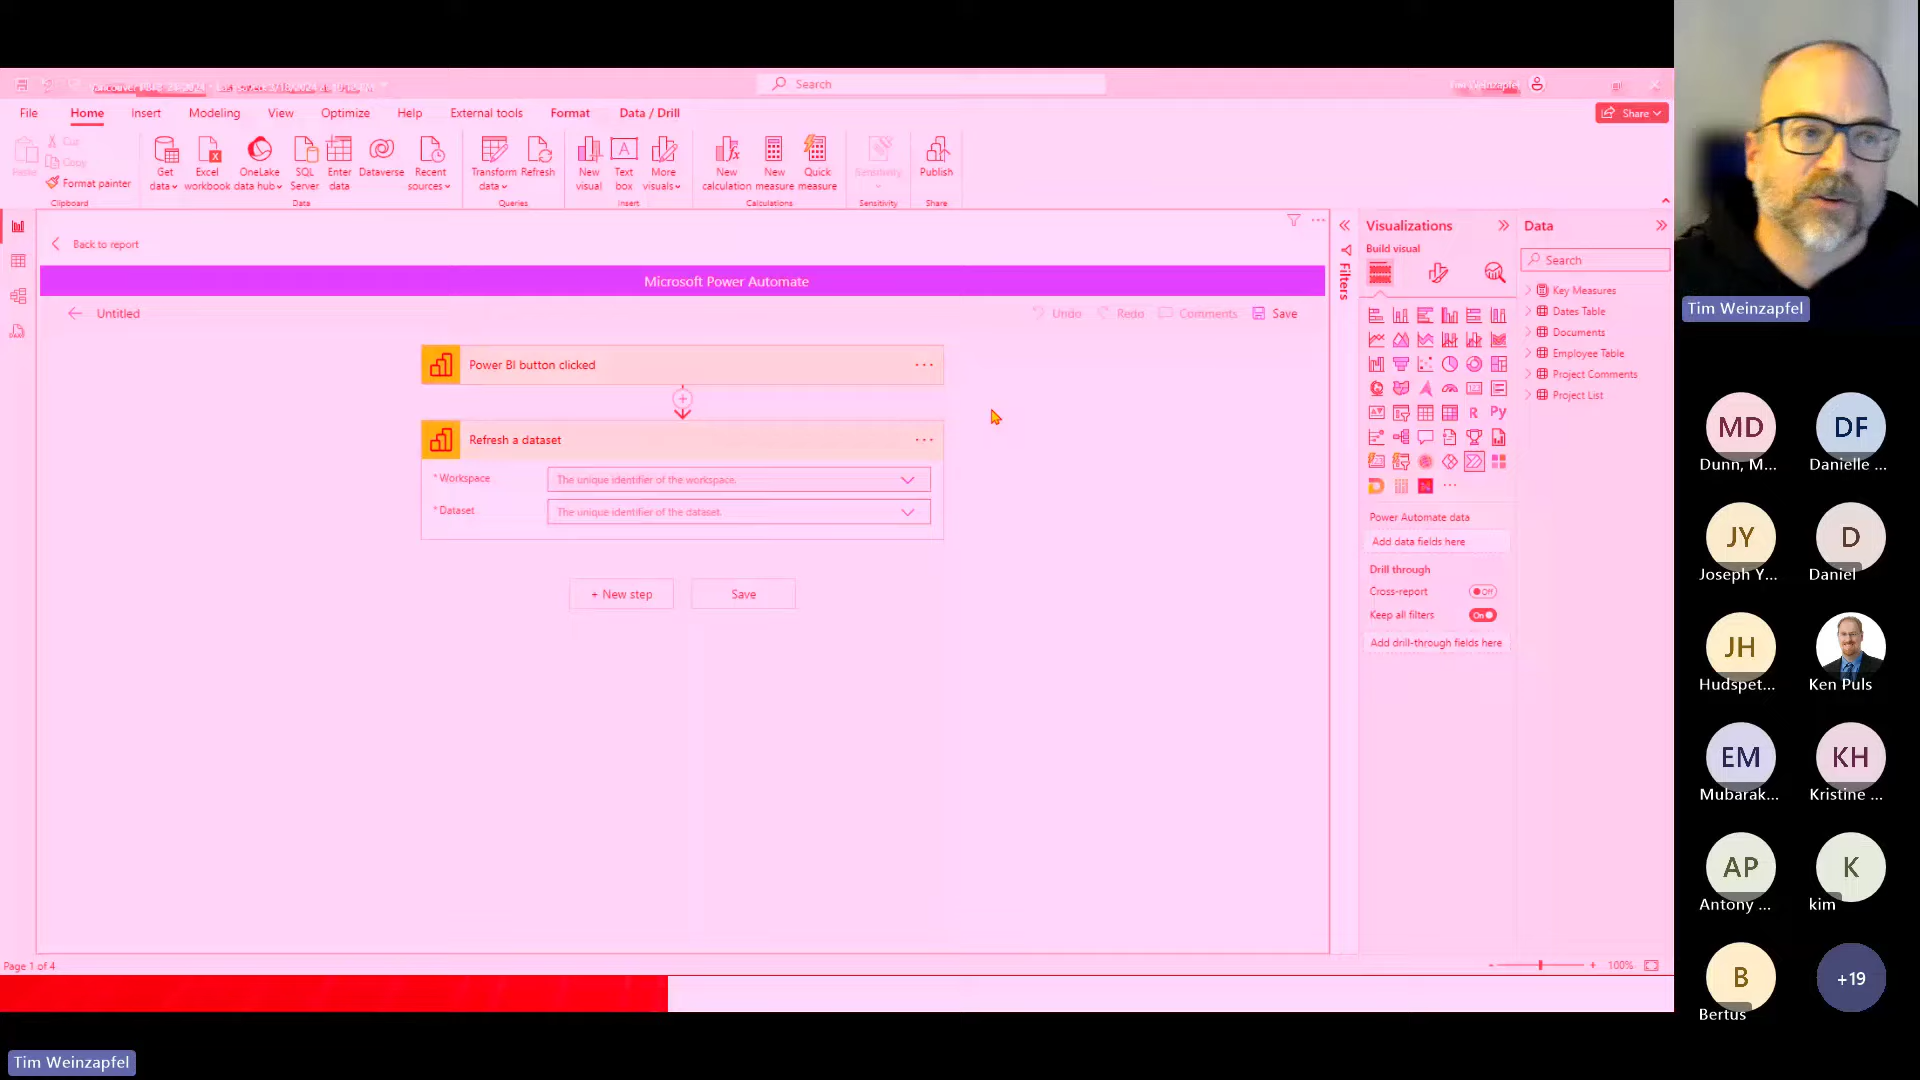 Search
File Home Insert Modeling View Optimize Help External tools Format Data / Drill
Share
Cut
Copy
Paste
Format painter
Get data
Excel workbook
OneLake data hub
SQL Server
Enter data
Dataverse
Recent sources
Transform data
Refresh
New visual
Text box
More visuals
New calculation
New measure
Quick measure
Sensitivity
Publish
Clipboard
Data
Queries
Insert
Calculations
Sensitivity
Share
Back to report
Microsoft Power Automate
Untitled
Undo
Redo
Comments
Save
Power BI button clicked
Refresh a dataset
* Workspace
The unique identifier of the workspace.
* Dataset
The unique identifier of the dataset.
+ New step
Save
Filters
Visualizations
Build visual
R
Py
Power Automate data
Add data fields here
Drill through
Cross-report
Off
Keep all filters
On
Add drill-through fields here
Data
Search
Key Measures
Dates Table
Documents
Employee Table
Project Comments
Project List
Page 1 of 4
100%
Tim Weinzapfel
MD
Dunn, M...
DF
Danielle ...
JY
Joseph Y...
D
Daniel
JH
Hudspet...
Ken Puls
EM
Mubarak...
KH
Kristine ...
AP
Antony ...
K
kim
B
Bertus
+19
Tim Weinzapfel